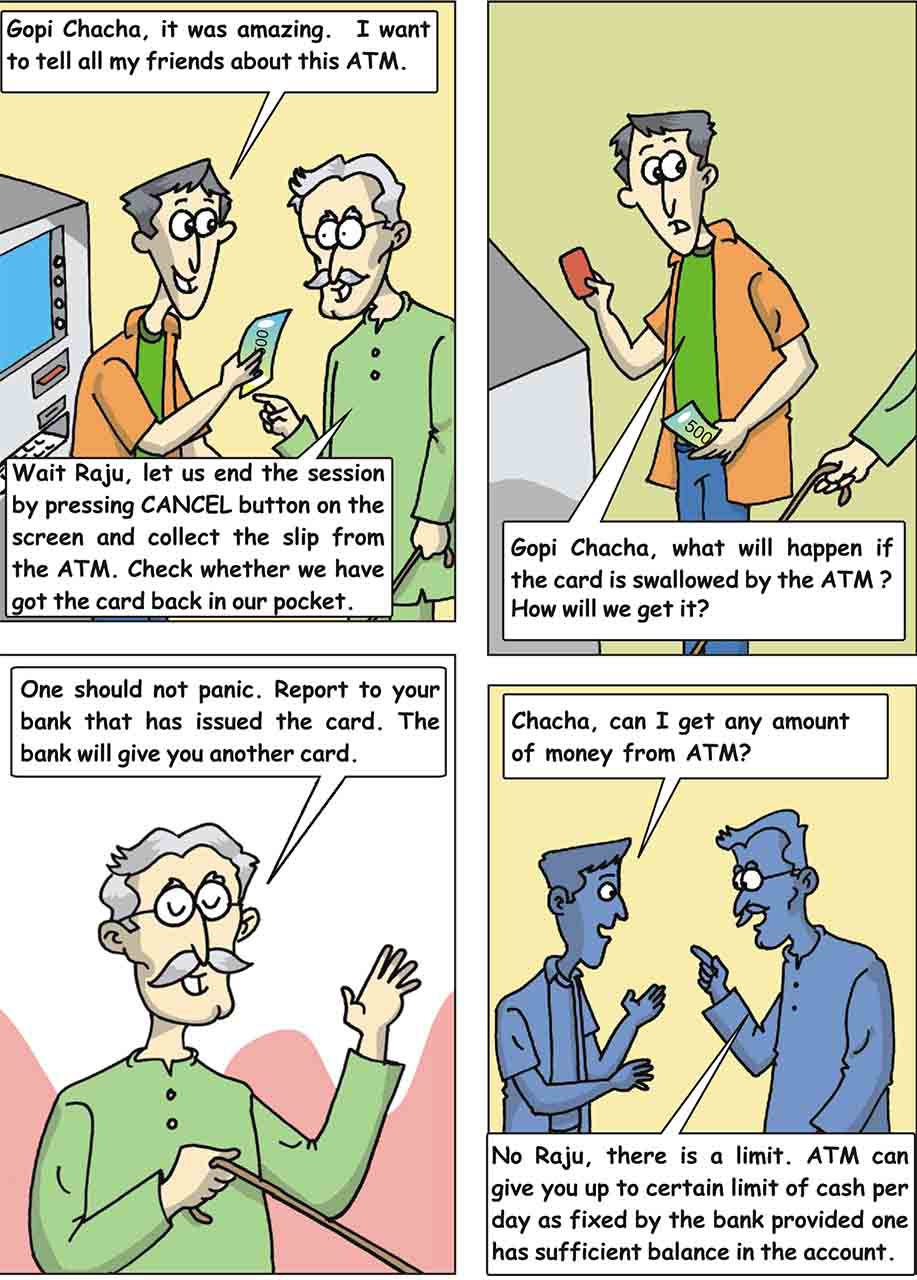 Gopi Chacha, it was amazing. I want
to tell all my friends about this ATM.
500
Wait Raju, let us end the session
by pressing CANCEL button on the
screen and collect the slip from
the ATM. Check whether we have
got the card back in our pocket.
500
Gopi Chacha, what will happen if
the card is swallowed by the ATM ?
How will we get it?
One should not panic. Report to your
bank that has issued the card. The
bank will give you another card.
Chacha, can I get any amount
of money from ATM?
No Raju, there is a limit. ATM can
give you up to certain limit of cash per
day as fixed by the bank provided one
has sufficient balance in the account.